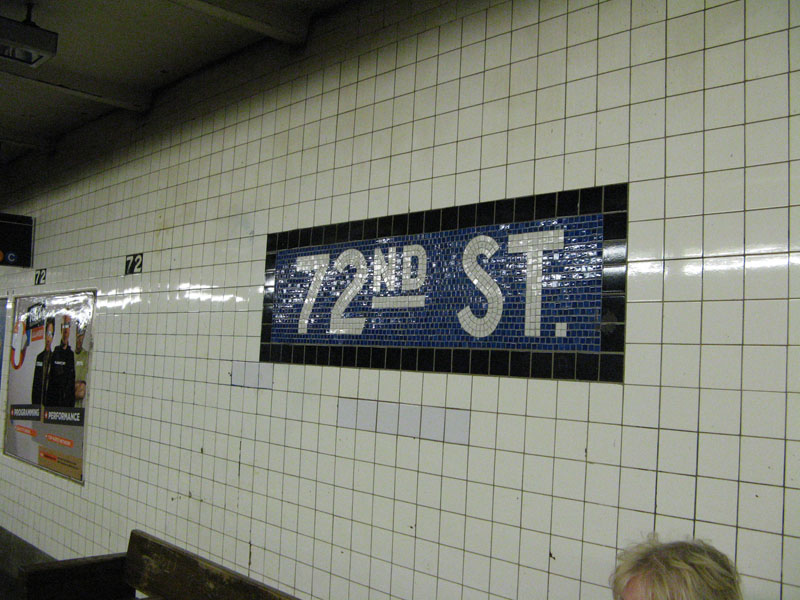 72ND ST.
72
72
C
PROGRAMMING
PERFORMANCE